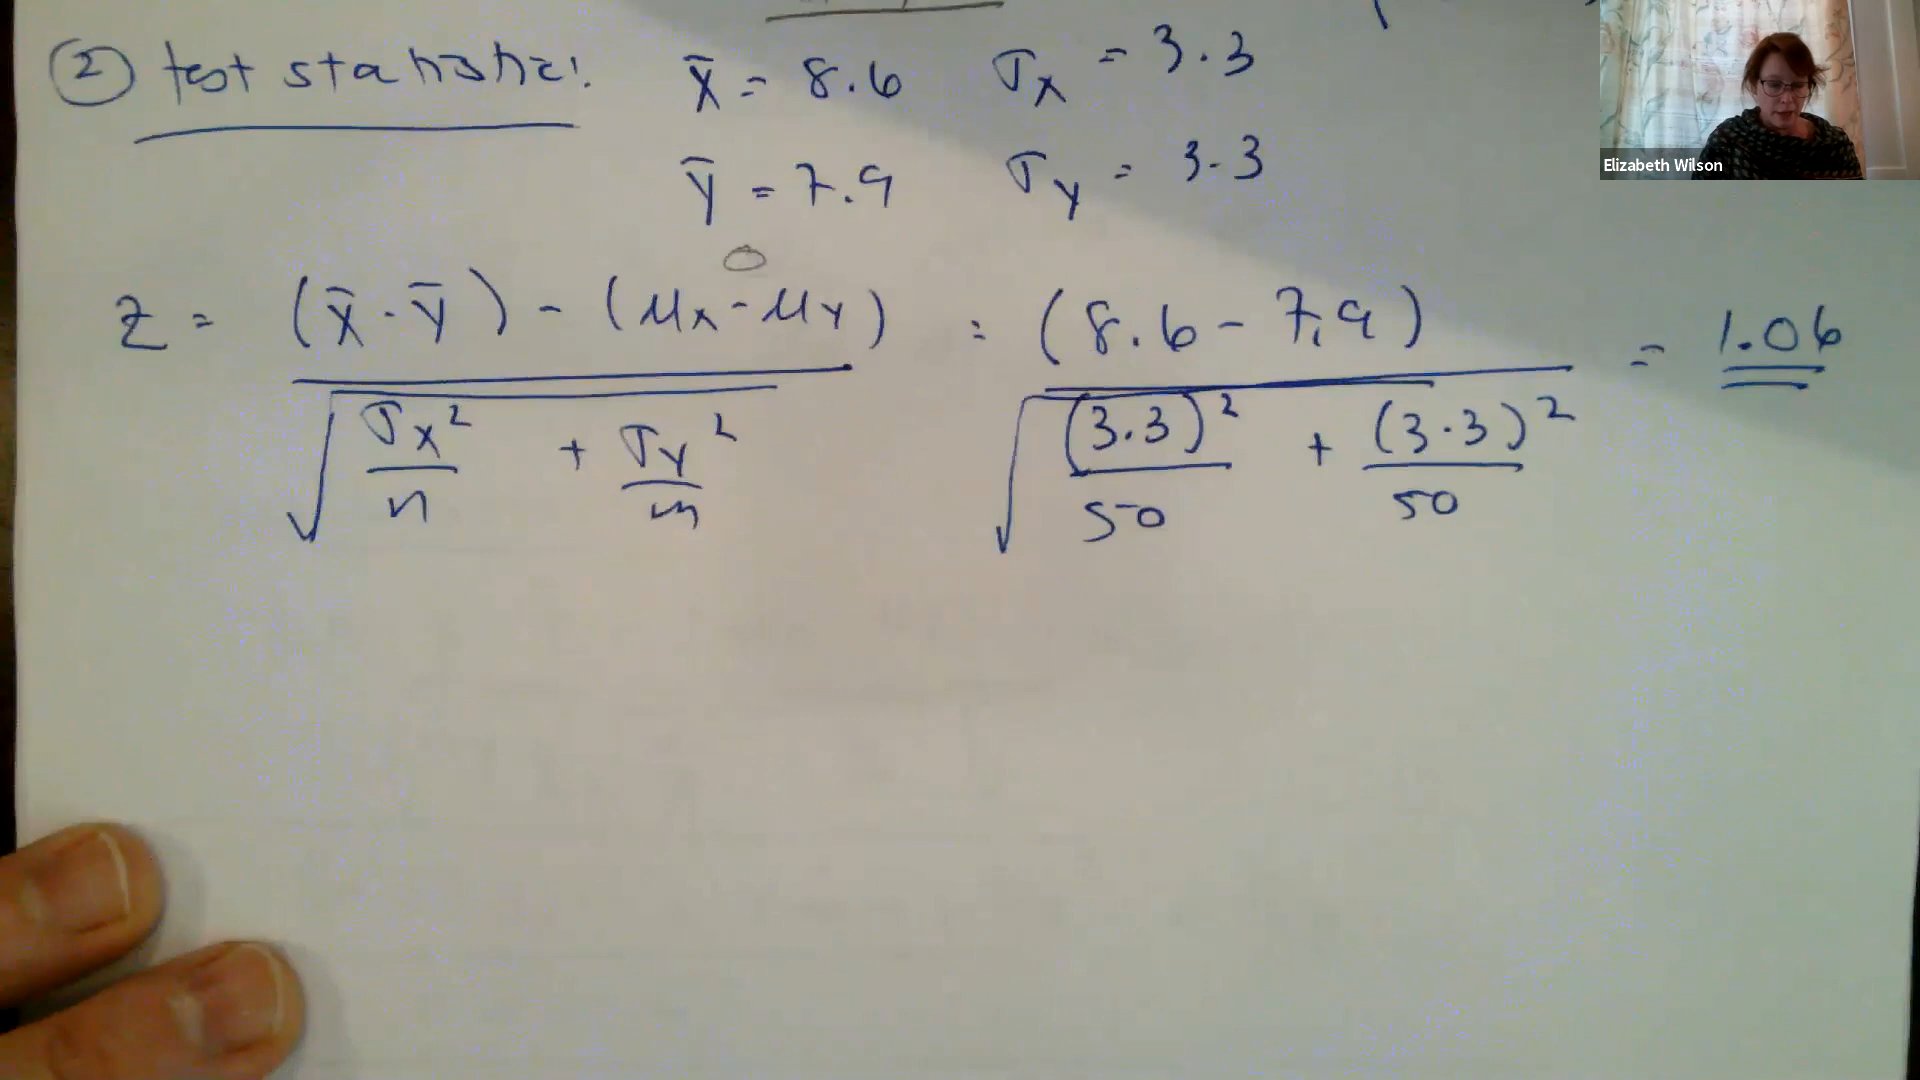 ② test statistic: x̄ = 8.6 σx = 3.3
ȳ = 7.9 σy = 3.3
0
z = (x̄ - ȳ) - (μx - μy) / √(σx²/n + σy²/m) = (8.6 - 7.9) / √((3.3)²/50 + (3.3)²/50) = 1.06
Elizabeth Wilson